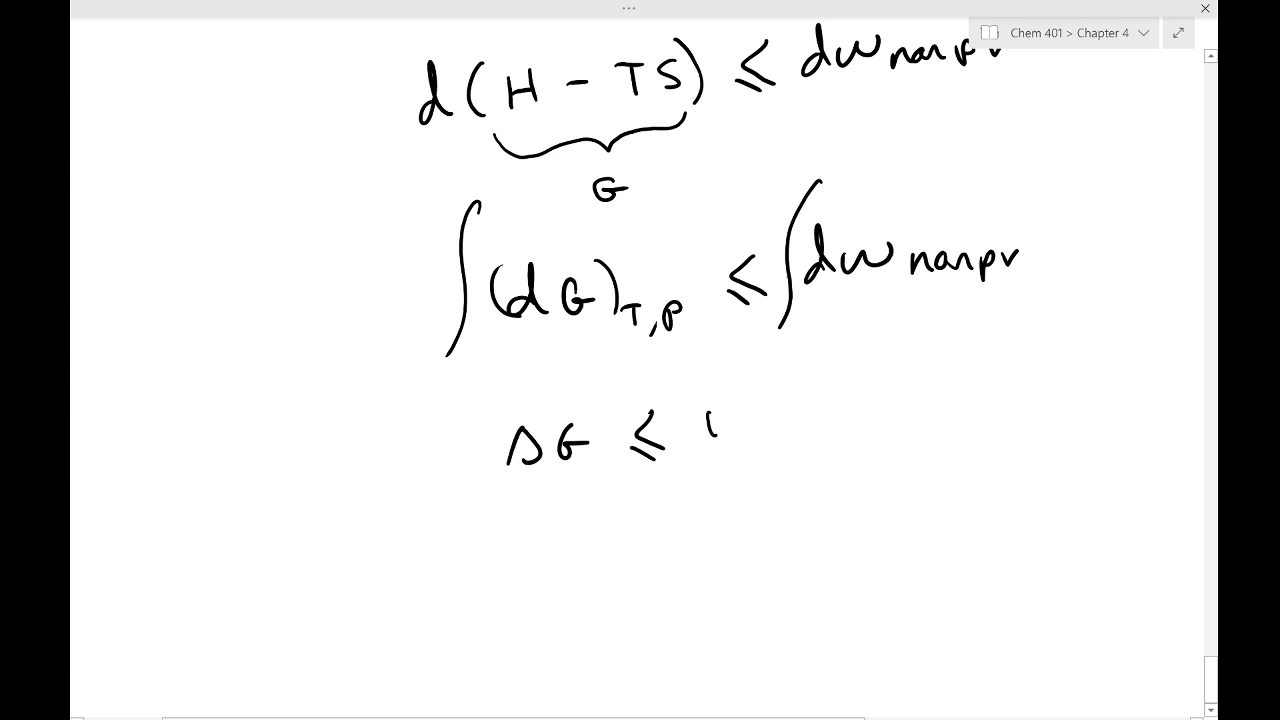 Chem 401 > Chapter 4
d(H - TS) ≤ dw nonpv
G
∫(dG)T,P ≤ ∫dw nonpv
ΔG ≤